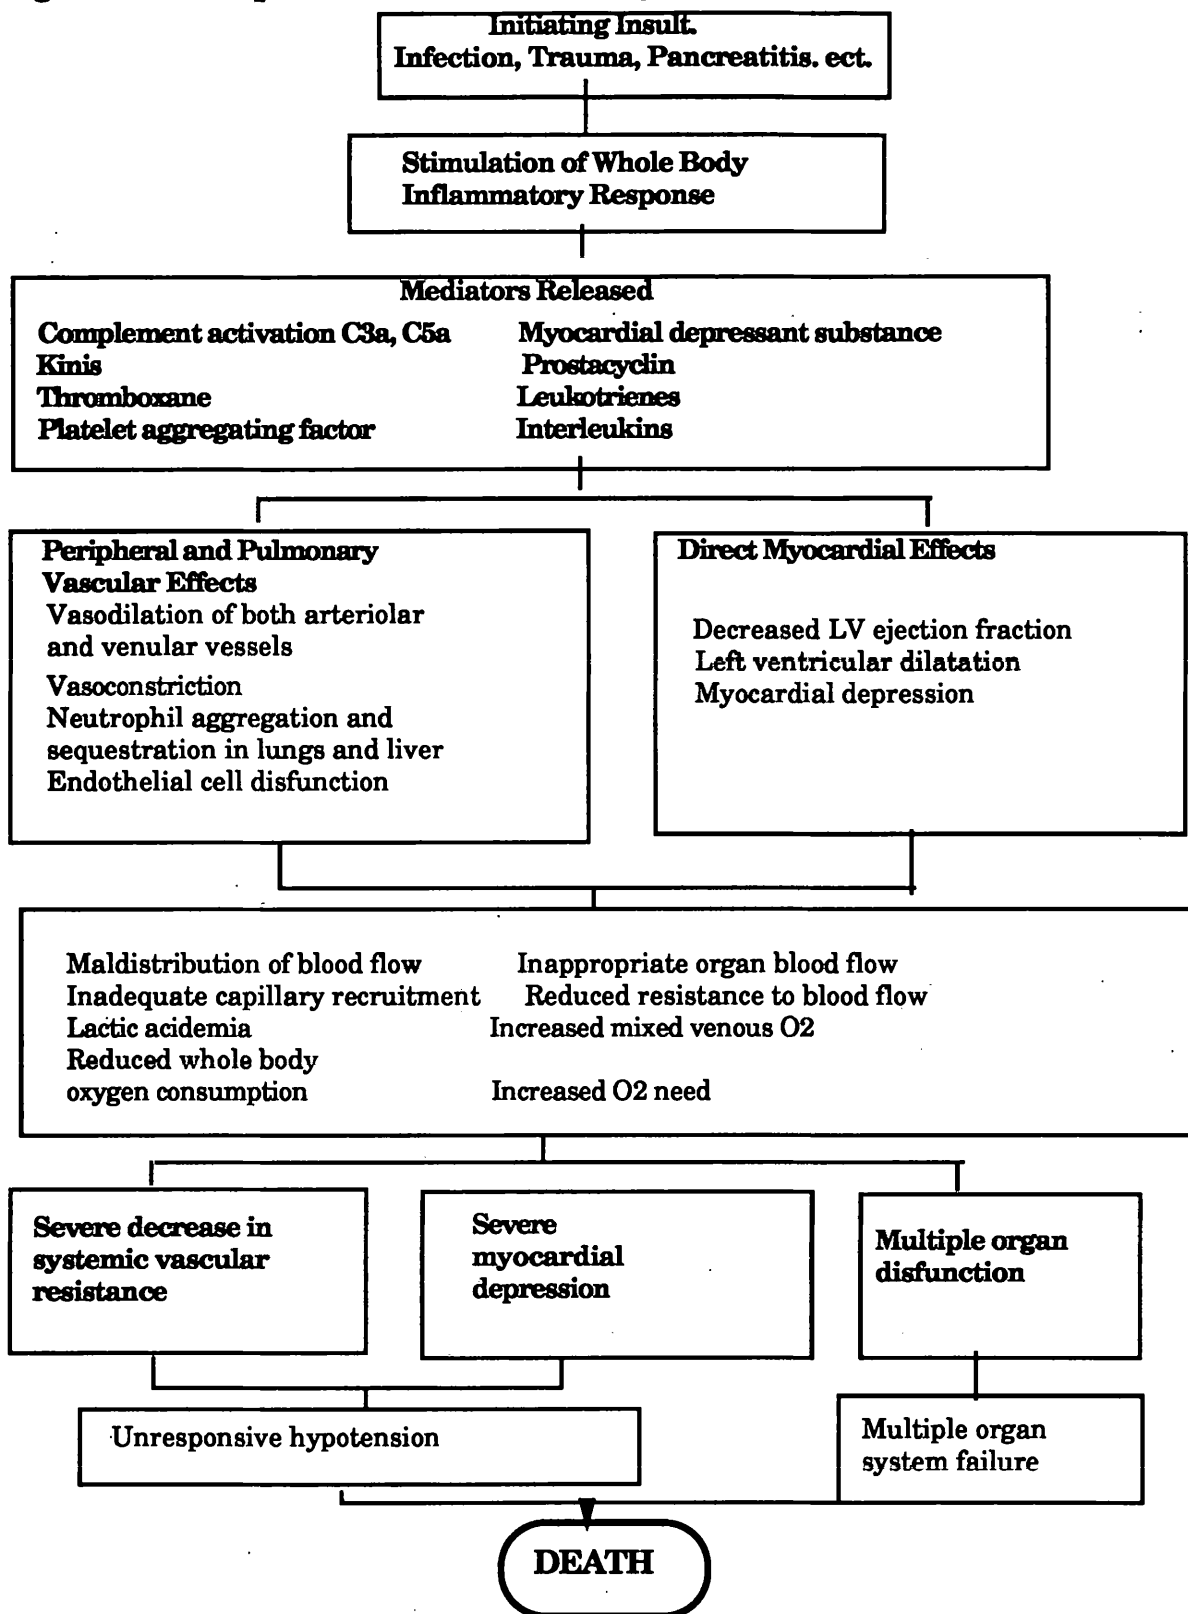 Initiating Insult.
Infection, Trauma, Pancreatitis. ect.
Stimulation of Whole Body
Inflammatory Response
Mediators Released
Complement activation C3a, C5a Myocardial depressant substance
Kinis Prostacyclin
Thromboxane Leukotrienes
Platelet aggregating factor Interleukins
Peripheral and Pulmonary
Vascular Effects
Vasodilation of both arteriolar
and venular vessels
Vasoconstriction
Neutrophil aggregation and
sequestration in lungs and liver
Endothelial cell disfunction
Direct Myocardial Effects
Decreased LV ejection fraction
Left ventricular dilatation
Myocardial depression
Maldistribution of blood flow Inappropriate organ blood flow
Inadequate capillary recruitment Reduced resistance to blood flow
Lactic acidemia Increased mixed venous O2
Reduced whole body
oxygen consumption Increased O2 need
Severe decrease in
systemic vascular
resistance
Severe
myocardial
depression
Multiple organ
disfunction
Unresponsive hypotension
Multiple organ
system failure
DEATH